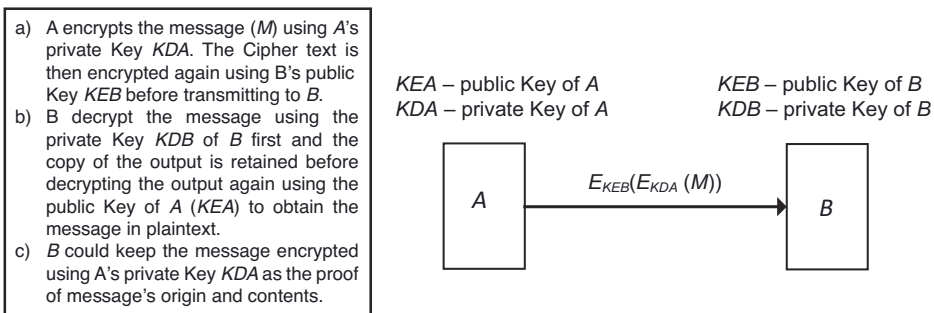 a) A encrypts the message (M) using A's
private Key KDA. The Cipher text is
then encrypted again using B's public
Key KEB before transmitting to B.
b) B decrypt the message using the
private Key KDB of B first and the
copy of the output is retained before
decrypting the output again using the
public Key of A (KEA) to obtain the
message in plaintext.
c) B could keep the message encrypted
using A's private Key KDA as the proof
of message's origin and contents.
KEA – public Key of A
KDA – private Key of A
KEB – public Key of B
KDB – private Key of B
A
E_KEB(E_KDA (M))
B